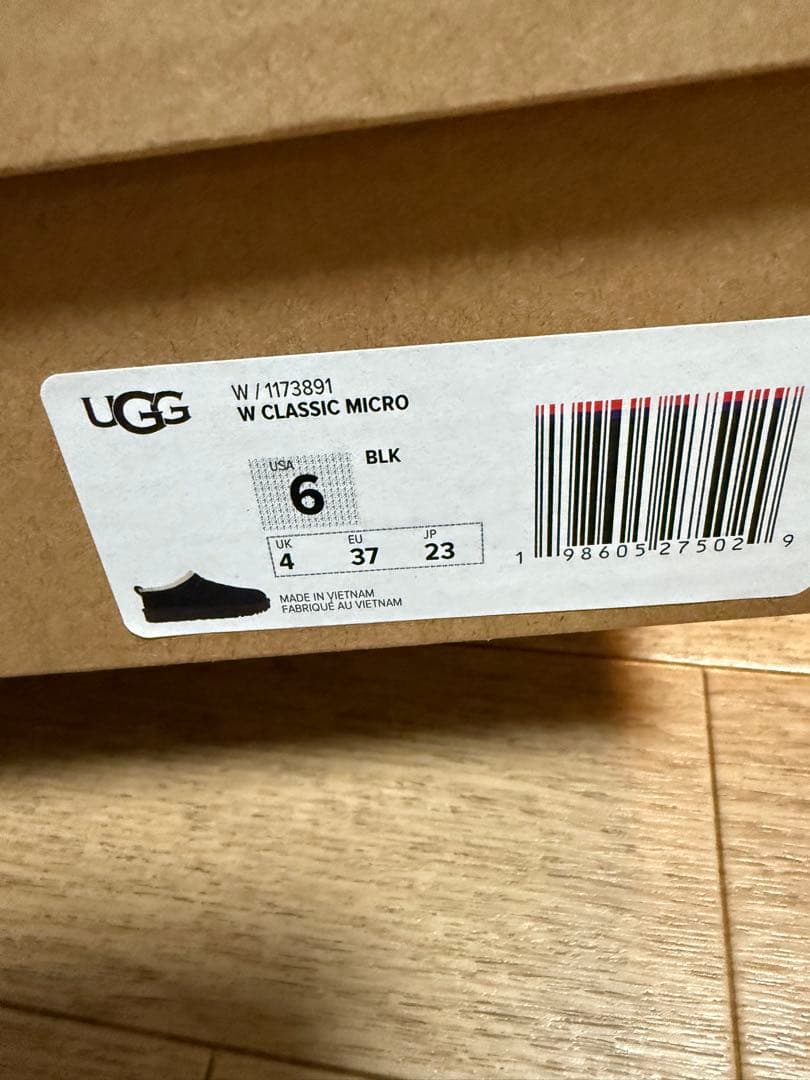 UGG
W / 1173891
W CLASSIC MICRO
USA
6
BLK
UK
4
EU
37
JP
23
MADE IN VIETNAM
FABRIQUÉ AU VIETNAM
1 98605 27502 9